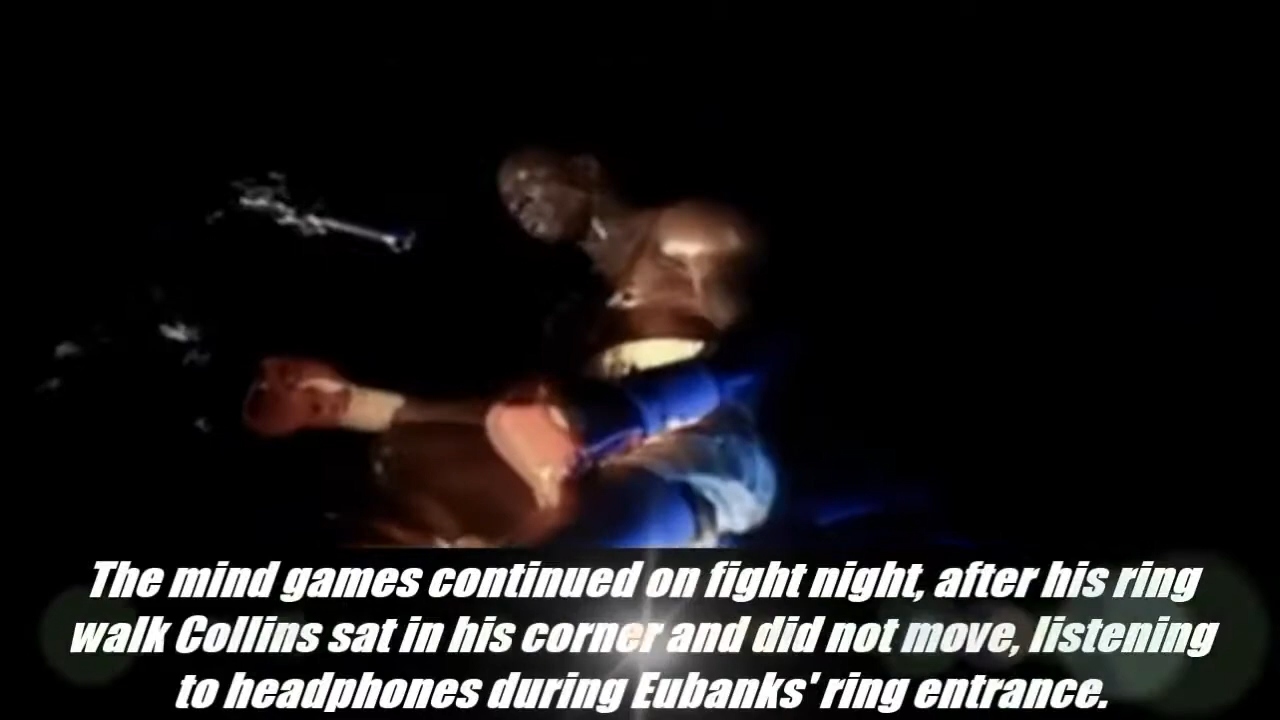 The mind games continued on fight night, after his ring
walk Collins sat in his corner and did not move, listening
to headphones during Eubanks' ring entrance.